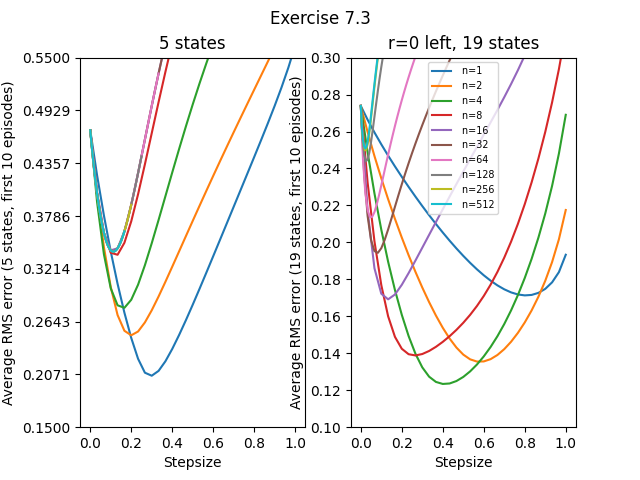 Exercise 7.3
5 states
Average RMS error (5 states, first 10 episodes)
0.5500
0.4929
0.4357
0.3786
0.3214
0.2643
0.2071
0.1500
0.0
0.2
0.4
0.6
0.8
1.0
Stepsize
r=0 left, 19 states
Average RMS error (19 states, first 10 episodes)
0.30
0.28
0.26
0.24
0.22
0.20
0.18
0.16
0.14
0.12
0.10
n=1
n=2
n=4
n=8
n=16
n=32
n=64
n=128
n=256
n=512
0.0
0.2
0.4
0.6
0.8
1.0
Stepsize